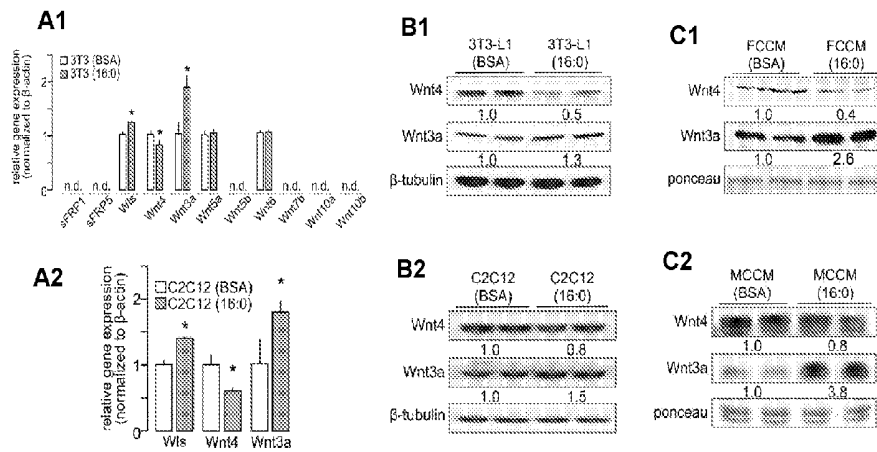 A1
3T3 (BSA)
3T3 (16:0)
relative gene expression
(normalized to β-actin)
2
1
0
n.d. n.d. * * * n.d. n.d. n.d. n.d.
sFRP1 sFRP5 Wls Wnt4 Wnt3a Wnt5a Wnt5b Wnt6 Wnt7b Wnt10a Wnt10b
B1
3T3-L1 3T3-L1
(BSA) (16:0)
Wnt4
1.0 0.5
Wnt3a
1.0 1.3
β-tubulin
C1
FCCM FCCM
(BSA) (16:0)
Wnt4
1.0 0.4
Wnt3a
1.0 2.6
ponceau
A2
C2C12 (BSA)
C2C12 (16:0)
relative gene expression
(normalized to β-actin)
2
1
0
* * *
Wls Wnt4 Wnt3a
B2
C2C12 C2C12
(BSA) (16:0)
Wnt4
1.0 0.8
Wnt3a
1.0 1.5
β-tubulin
C2
MCCM MCCM
(BSA) (16:0)
Wnt4
1.0 0.8
Wnt3a
1.0 3.8
ponceau